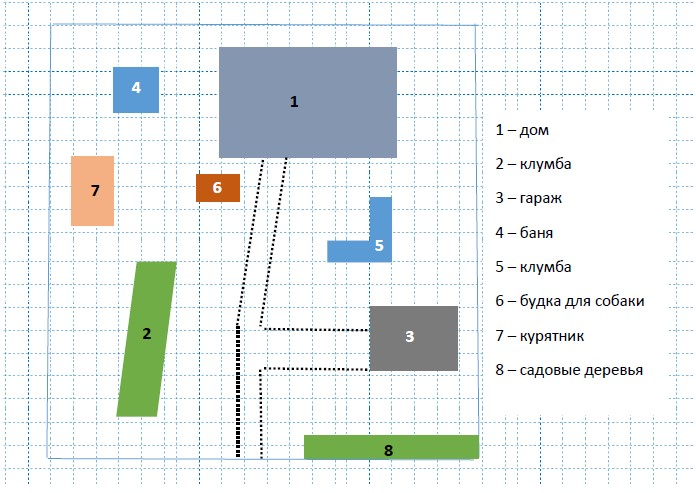 4
1
7
6
5
2
3
8
1 – дом
2 – клумба
3 – гараж
4 – баня
5 – клумба
6 – будка для собаки
7 – курятник
8 – садовые деревья